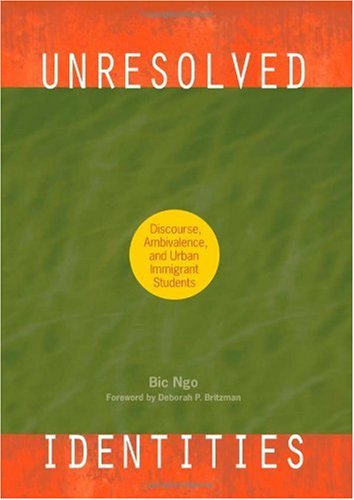 UNRESOLVED
Discourse,
Ambivalence,
and Urban
Immigrant
Students
Bic Ngo
Foreword by Deborah P. Britzman
IDENTITIES